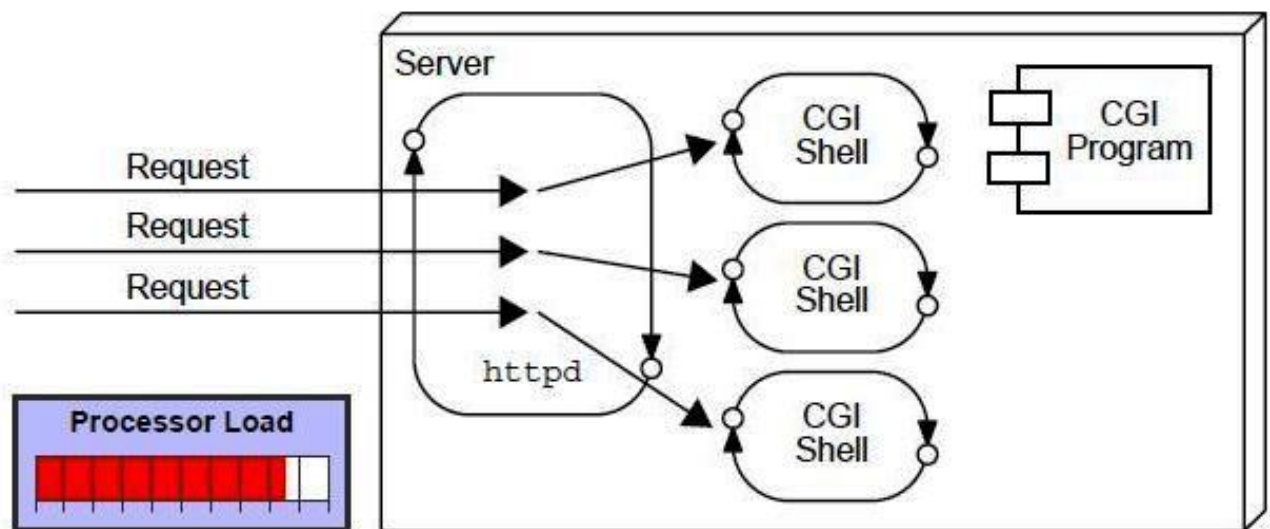 Server
CGI
Shell
CGI
Program
Request
Request
Request
CGI
Shell
httpd
CGI
Shell
Processor Load